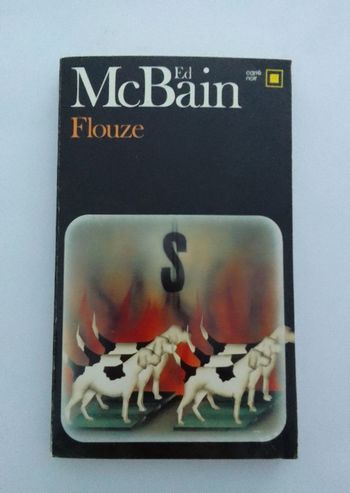 Ed
McBain
carré
noir
Flouze
S